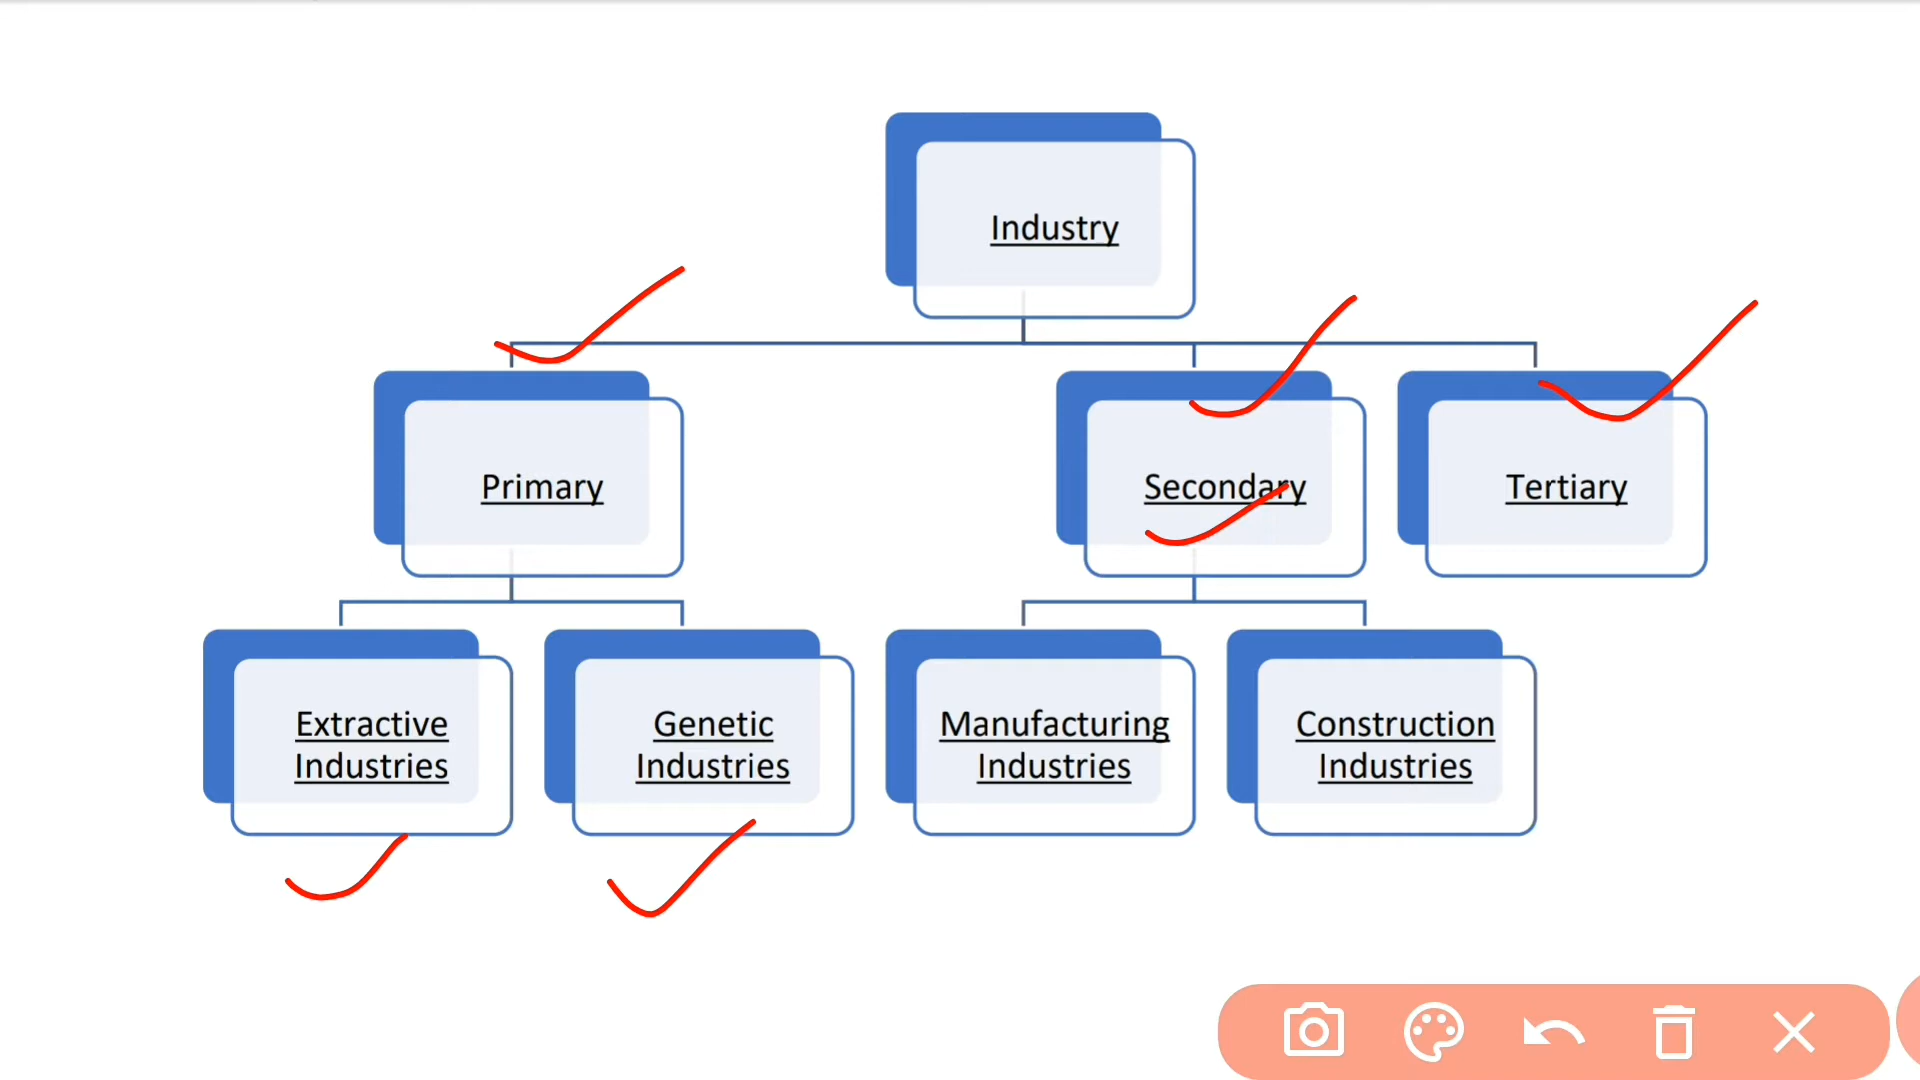 Industry
Primary
Secondary
Tertiary
Extractive
Industries
Genetic
Industries
Manufacturing
Industries
Construction
Industries